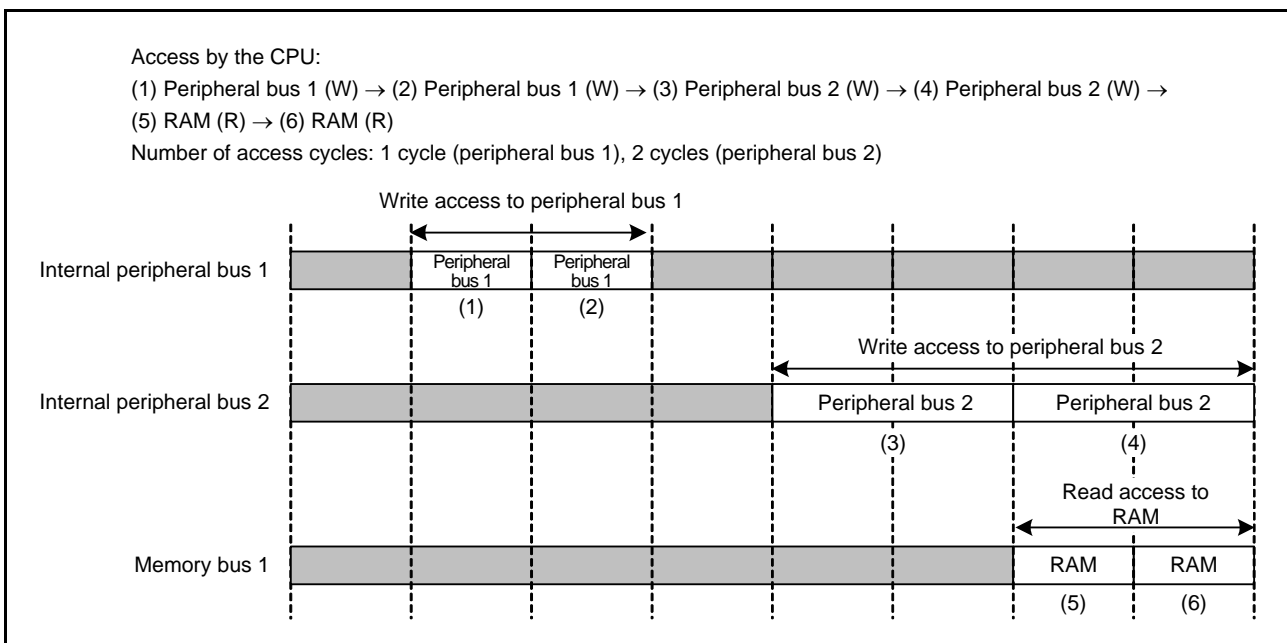 Access by the CPU:
(1) Peripheral bus 1 (W) → (2) Peripheral bus 1 (W) → (3) Peripheral bus 2 (W) → (4) Peripheral bus 2 (W) →
(5) RAM (R) → (6) RAM (R)
Number of access cycles: 1 cycle (peripheral bus 1), 2 cycles (peripheral bus 2)
Write access to peripheral bus 1
Internal peripheral bus 1
Peripheral
bus 1
Peripheral
bus 1
(1)
(2)
Write access to peripheral bus 2
Internal peripheral bus 2
Peripheral bus 2
Peripheral bus 2
(3)
(4)
Read access to
RAM
Memory bus 1
RAM
RAM
(5)
(6)